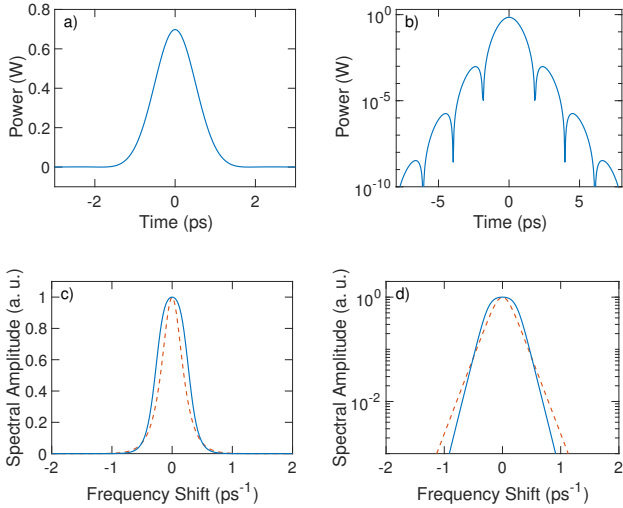 a)
Power (W)
0.8
0.6
0.4
0.2
0
-2 0 2
Time (ps)
b)
Power (W)
10^0
10^-5
10^-10
-5 0 5
Time (ps)
c)
Spectral Amplitude (a. u.)
1
0.8
0.6
0.4
0.2
0
-2 -1 0 1 2
Frequency Shift (ps^-1)
d)
Spectral Amplitude (a. u.)
10^0
10^-2
-2 -1 0 1 2
Frequency Shift (ps^-1)